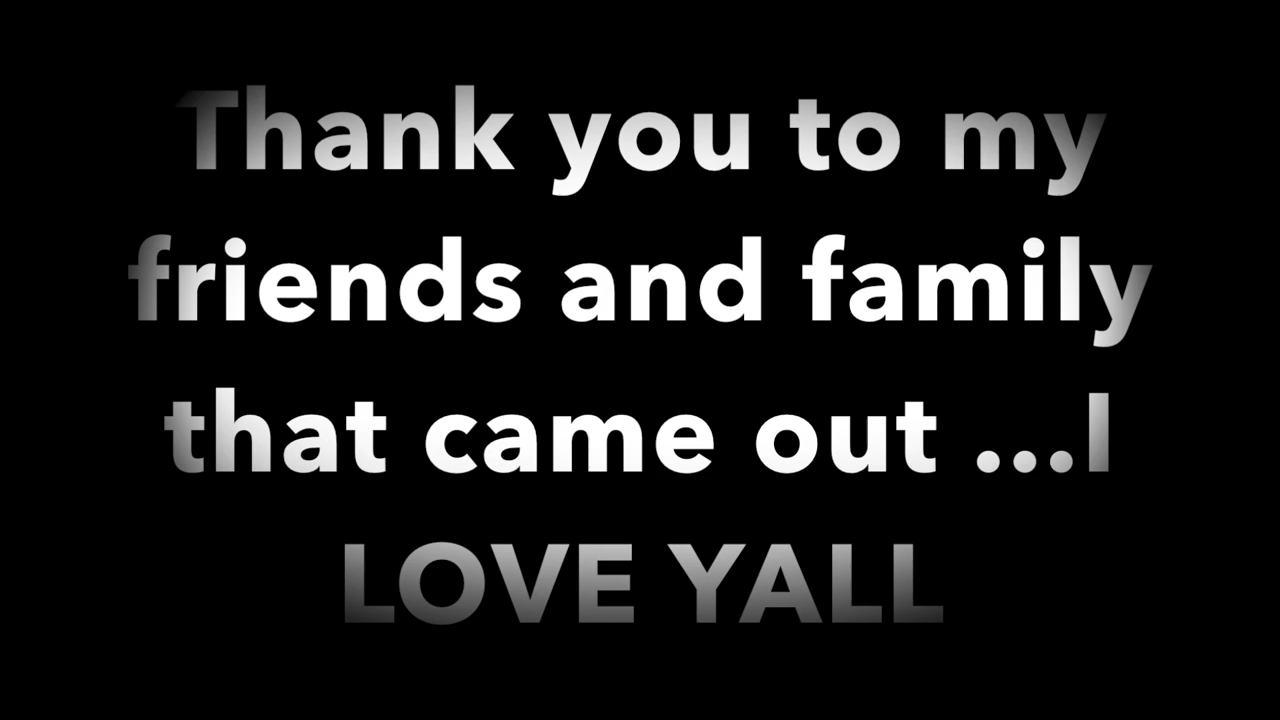 Thank you to my
friends and family
that came out ...I
LOVE YALL